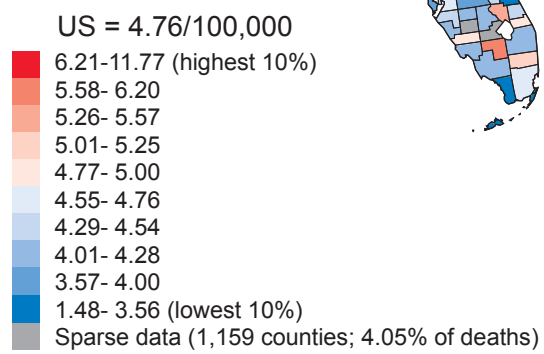 US = 4.76/100,000
6.21-11.77 (highest 10%)
5.58- 6.20
5.26- 5.57
5.01- 5.25
4.77- 5.00
4.55- 4.76
4.29- 4.54
4.01- 4.28
3.57- 4.00
1.48- 3.56 (lowest 10%)
Sparse data (1,159 counties; 4.05% of deaths)